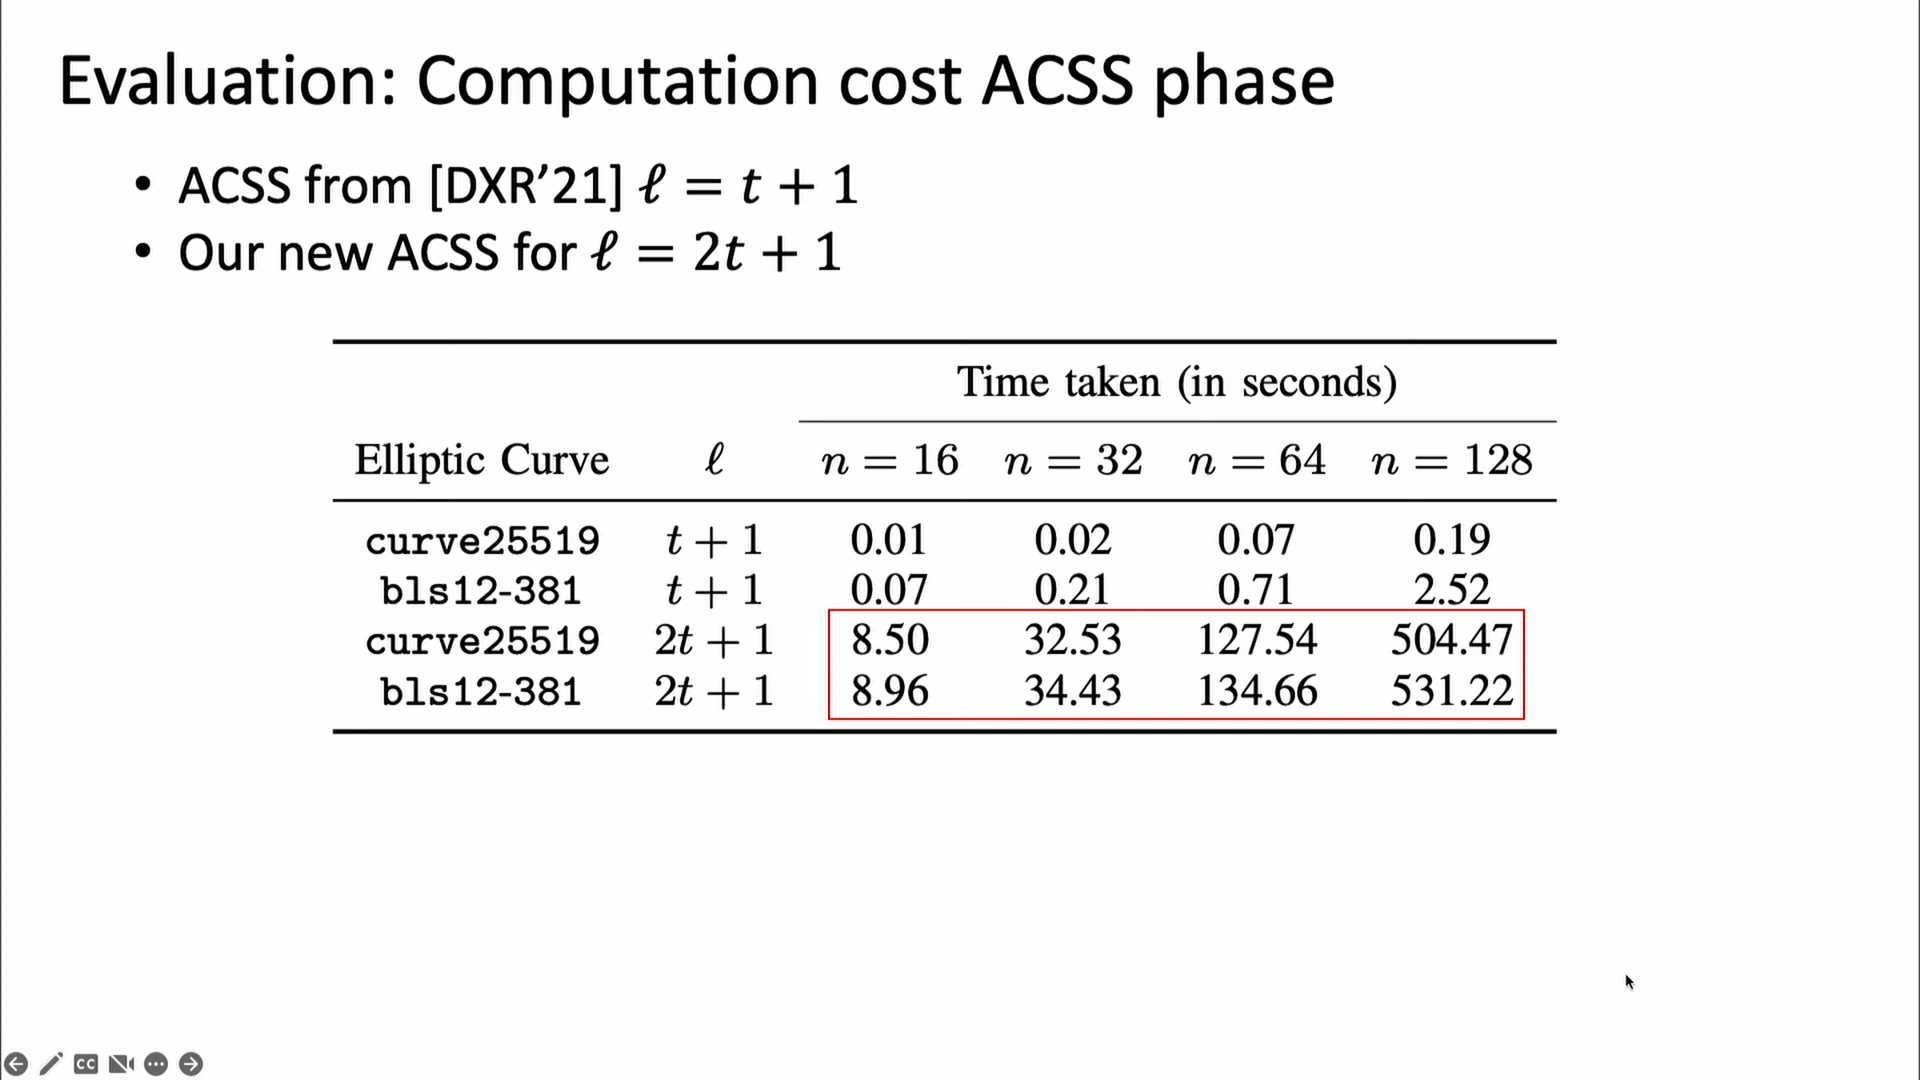 Evaluation: Computation cost ACSS phase
• ACSS from [DXR’21] ℓ = t + 1
• Our new ACSS for ℓ = 2t + 1
Time taken (in seconds)
Elliptic Curve ℓ n = 16 n = 32 n = 64 n = 128
curve25519 t + 1 0.01 0.02 0.07 0.19
bls12-381 t + 1 0.07 0.21 0.71 2.52
curve25519 2t + 1 8.50 32.53 127.54 504.47
bls12-381 2t + 1 8.96 34.43 134.66 531.22
CC